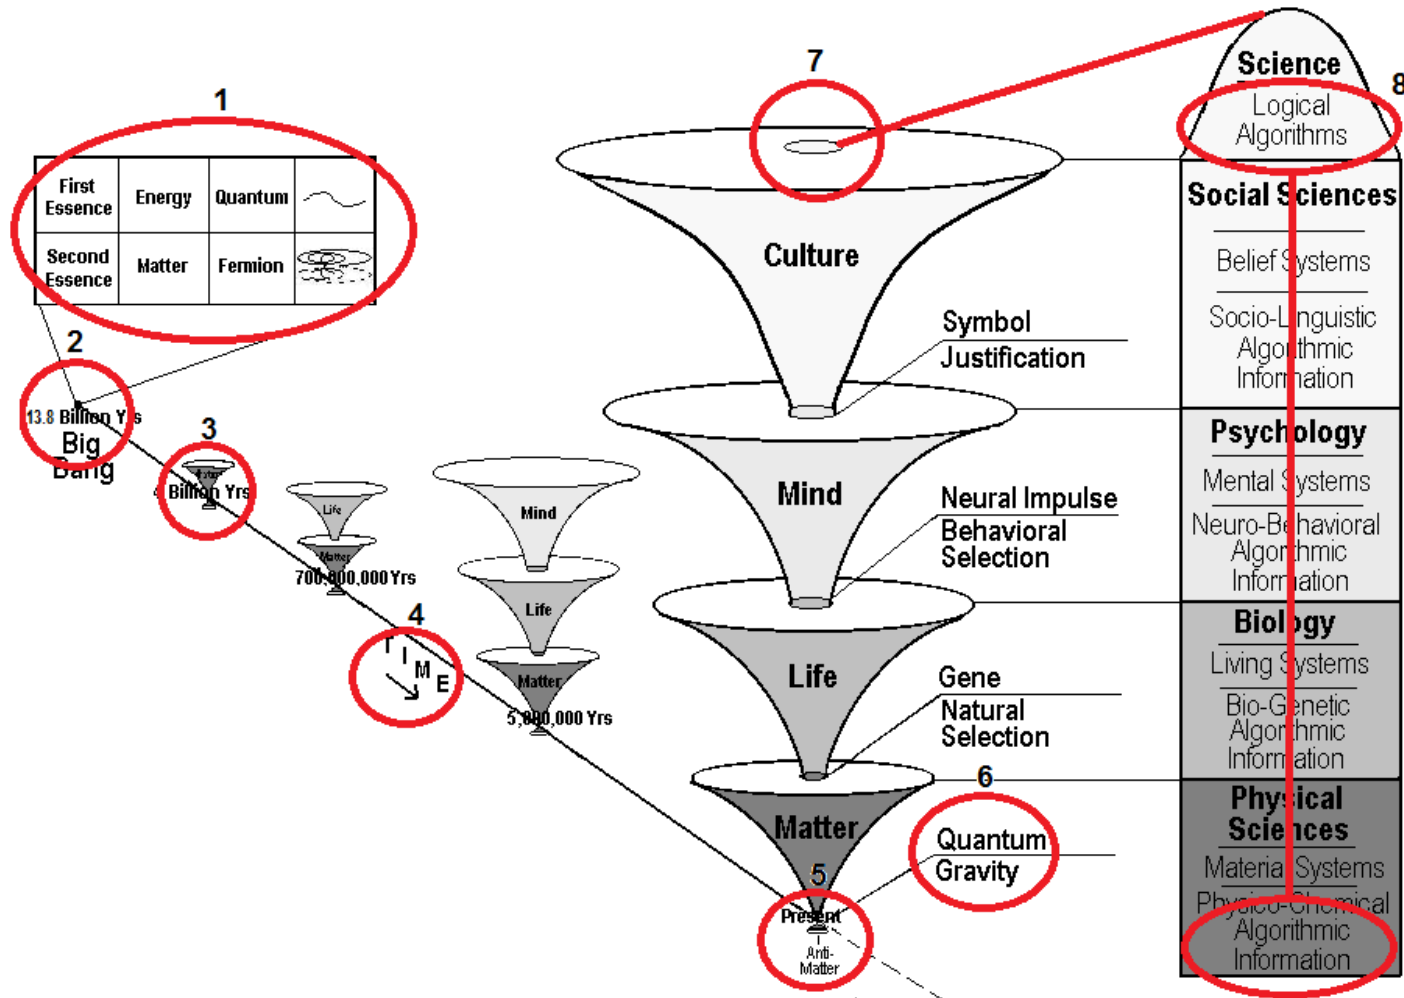 1
First
Essence
Energy
Quantum
Second
Essence
Matter
Fermion
2
13.8 Billion Yrs
Big
Bang
3
Matter
4 Billion Yrs
Life
Matter
700,000,000 Yrs
4
TIME
Mind
Life
Matter
5,000,000 Yrs
7
Culture
Symbol
Justification
Mind
Neural Impulse
Behavioral
Selection
Life
Gene
Natural
Selection
Matter
6
Quantum
Gravity
5
Present
Anti-
Matter
8
Science
Logical
Algorithms
Social Sciences
Belief Systems
Socio-Linguistic
Algorithmic
Information
Psychology
Mental Systems
Neuro-Behavioral
Algorithmic
Information
Biology
Living Systems
Bio-Genetic
Algorithmic
Information
Physical
Sciences
Material Systems
Physico-Chemical
Algorithmic
Information